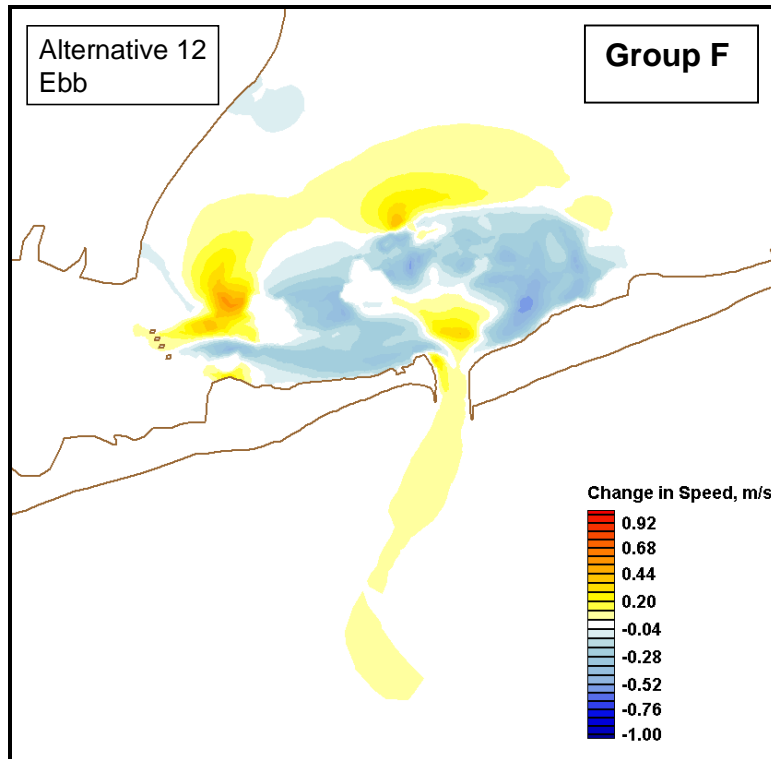 Alternative 12
Ebb
Group F
Change in Speed, m/s
0.92
0.68
0.44
0.20
-0.04
-0.28
-0.52
-0.76
-1.00